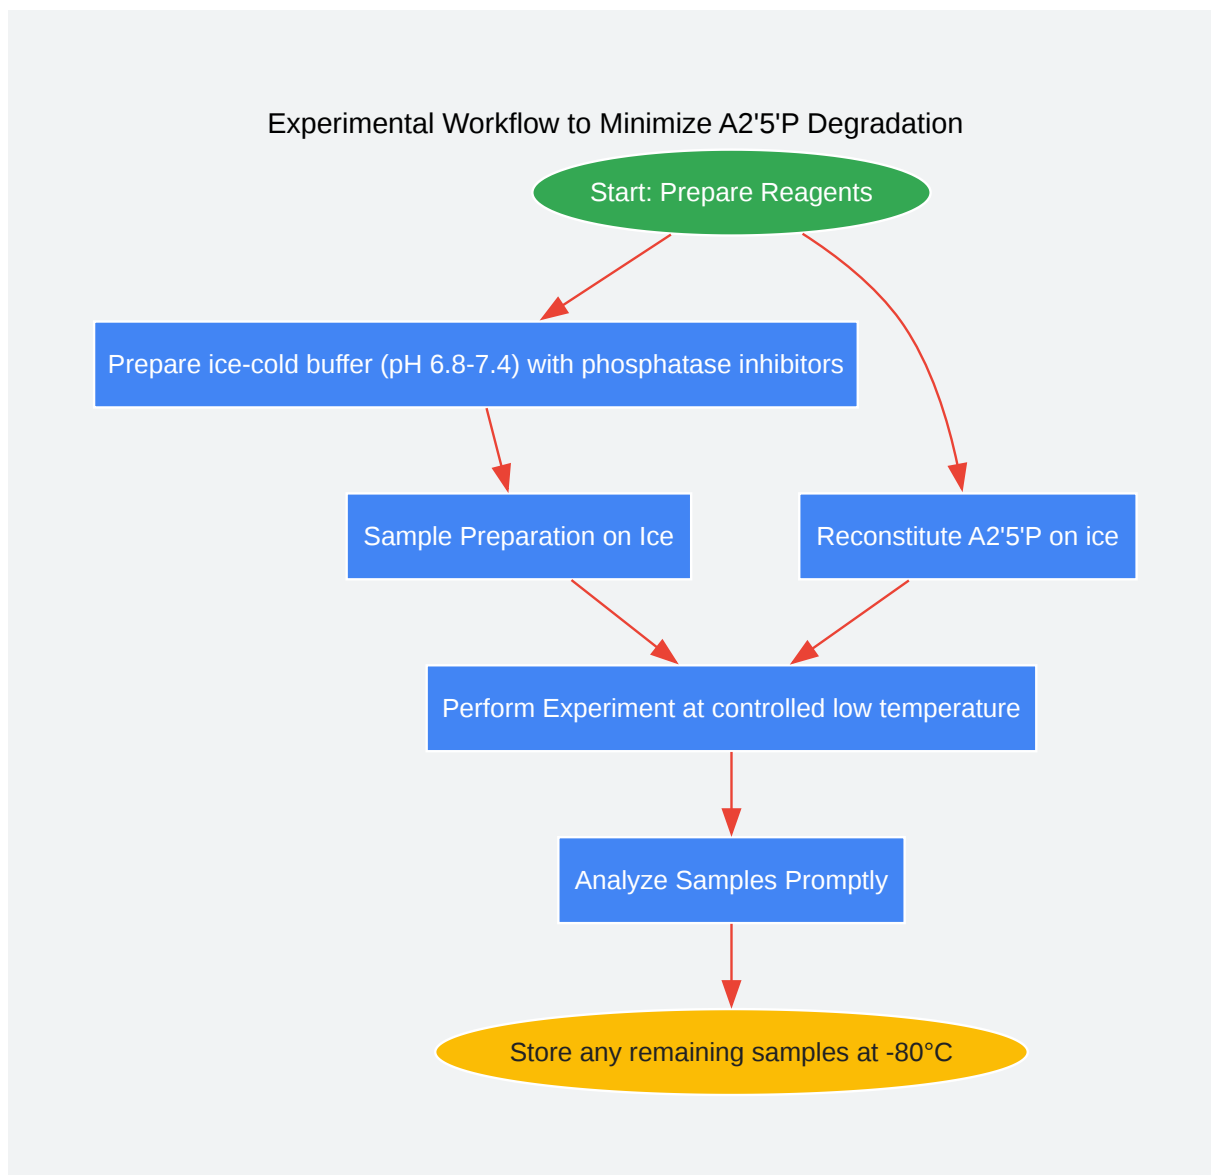 Experimental Workflow to Minimize A2'5'P Degradation
Start: Prepare Reagents
Prepare ice-cold buffer (pH 6.8-7.4) with phosphatase inhibitors
Sample Preparation on Ice
Reconstitute A2'5'P on ice
Perform Experiment at controlled low temperature
Analyze Samples Promptly
Store any remaining samples at -80°C